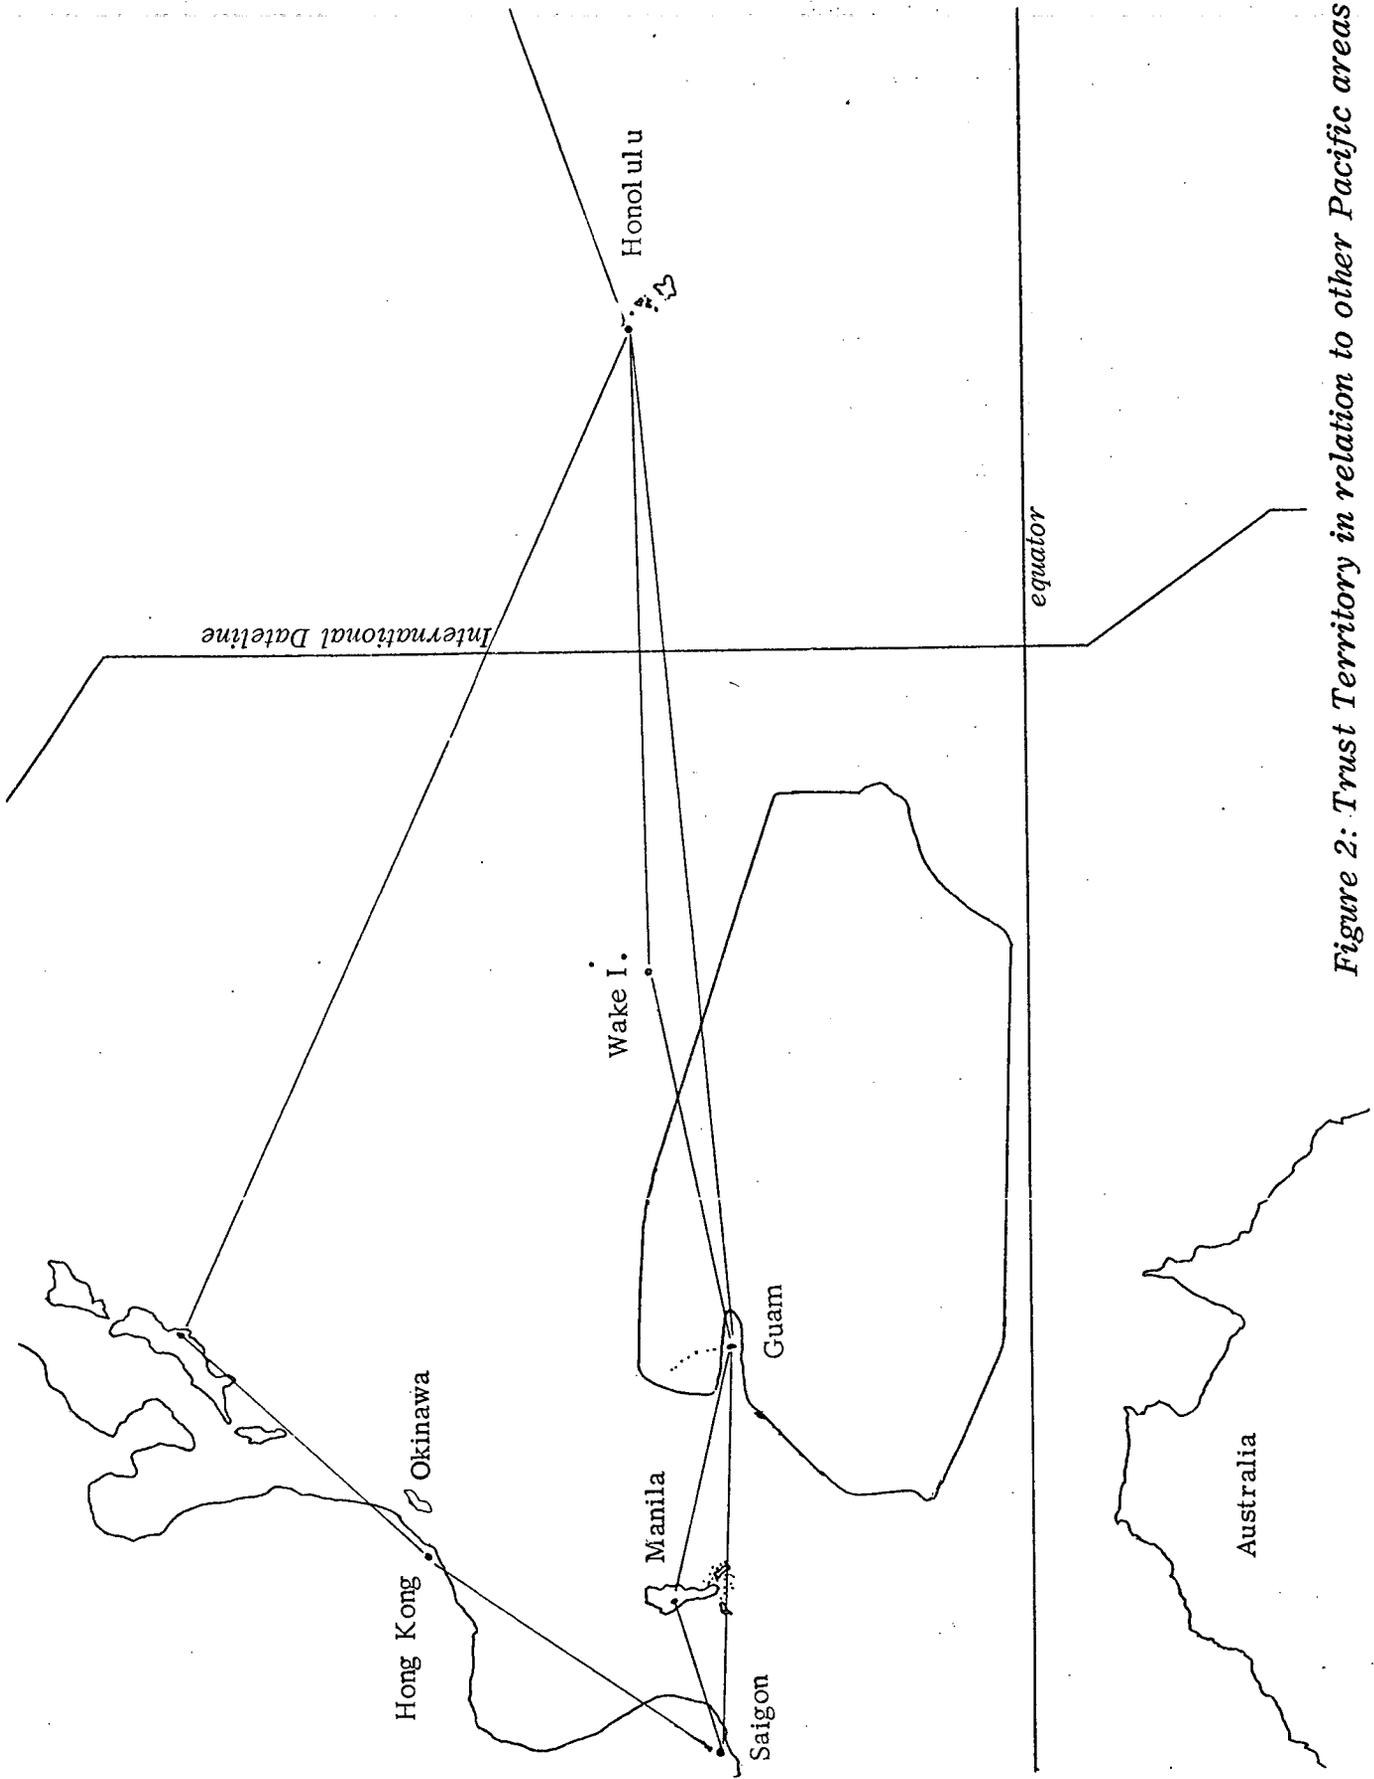 International Dateline
Honolulu
Wake I.
Okinawa
Hong Kong
Manila
Guam
Saigon
equator
Australia
Figure 2: Trust Territory in relation to other Pacific areas